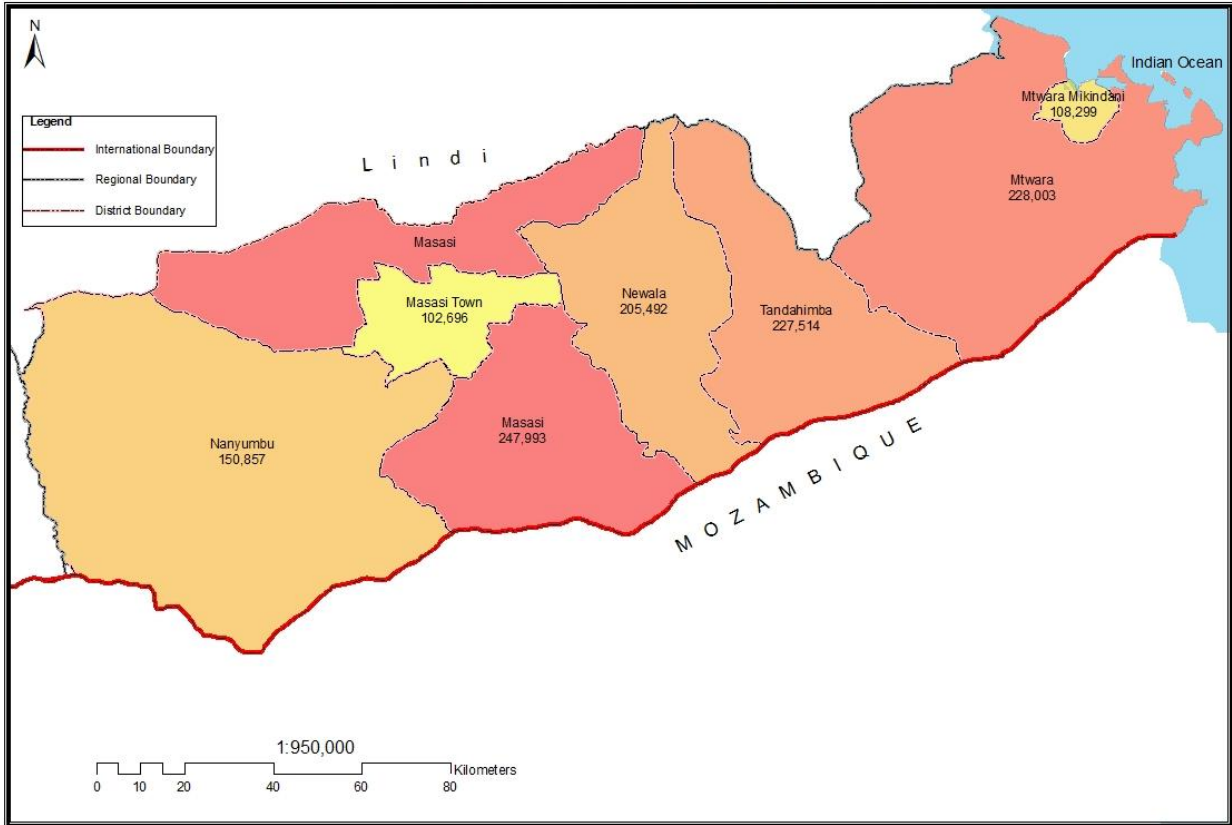 N
Indian Ocean
Mtwara Mikindani
108,299
Legend
International Boundary
Regional Boundary
District Boundary
Lindi
Mtwara
228,003
Masasi
Masasi Town
102,696
Newala
205,492
Tandahimba
227,514
Masasi
247,993
Nanyumbu
150,857
MOZAMBIQUE
1:950,000
Kilometers
0 10 20 40 60 80